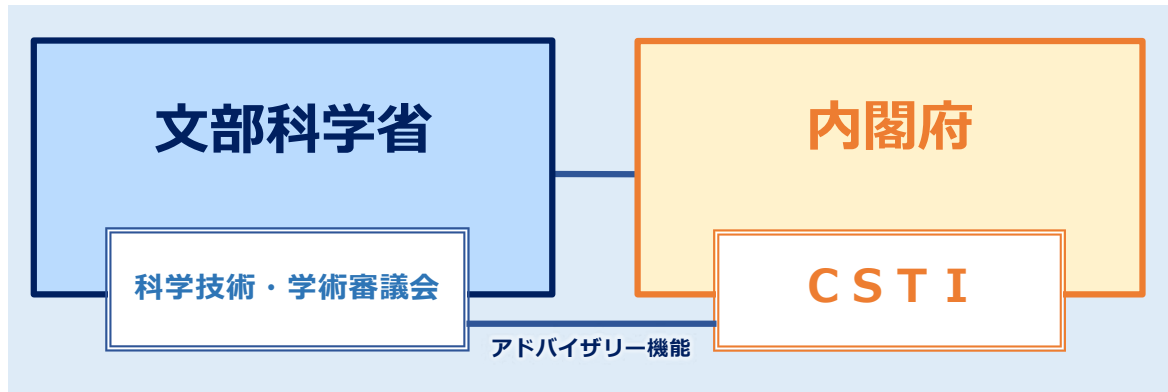 文部科学省
内閣府
科学技術・学術審議会
ＣＳＴＩ
アドバイザリー機能